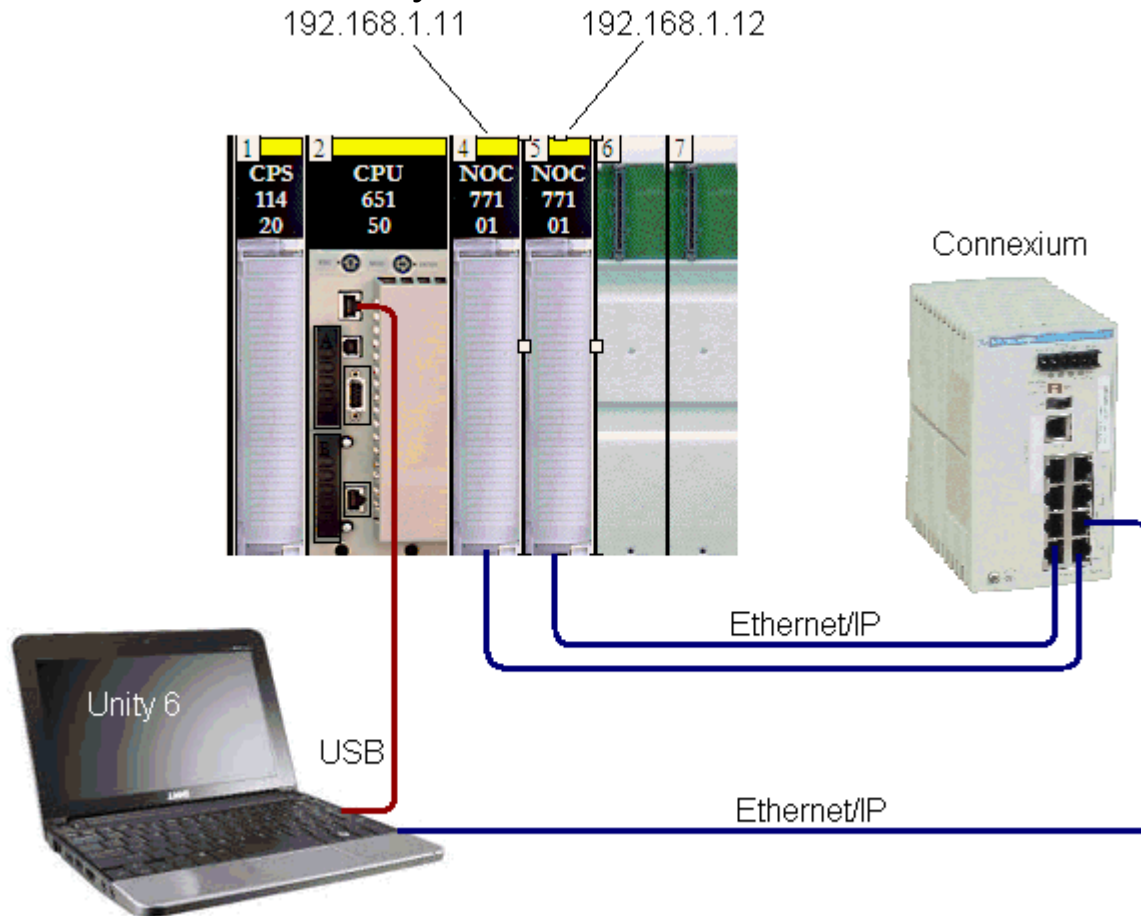 192.168.1.11 192.168.1.12
1 2 4 5 6 7
CPS CPU NOC NOC
114 651 771 771
20 50 01 01
Connexium
Ethernet/IP
Unity 6
USB
Ethernet/IP